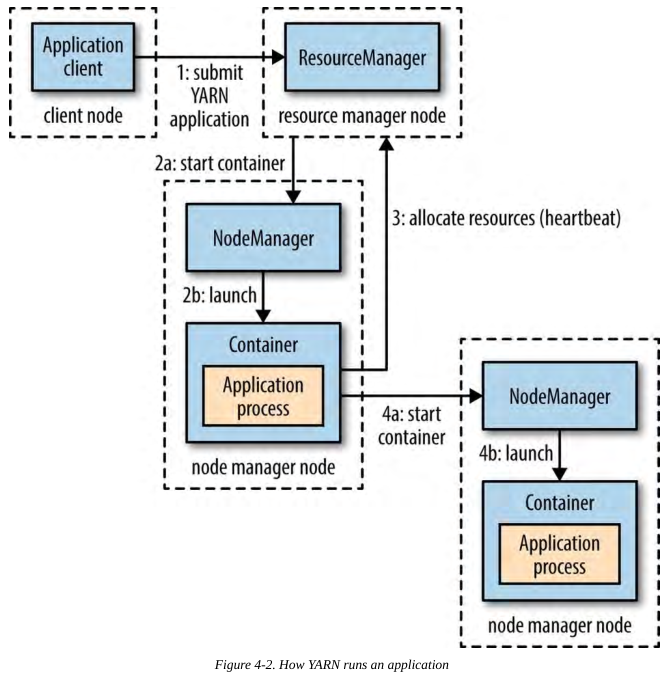 Application
client
client node
1: submit
YARN
application
ResourceManager
resource manager node
2a: start container
NodeManager
2b: launch
Container
Application
process
node manager node
3: allocate resources (heartbeat)
4a: start
container
NodeManager
4b: launch
Container
Application
process
node manager node
Figure 4-2. How YARN runs an application